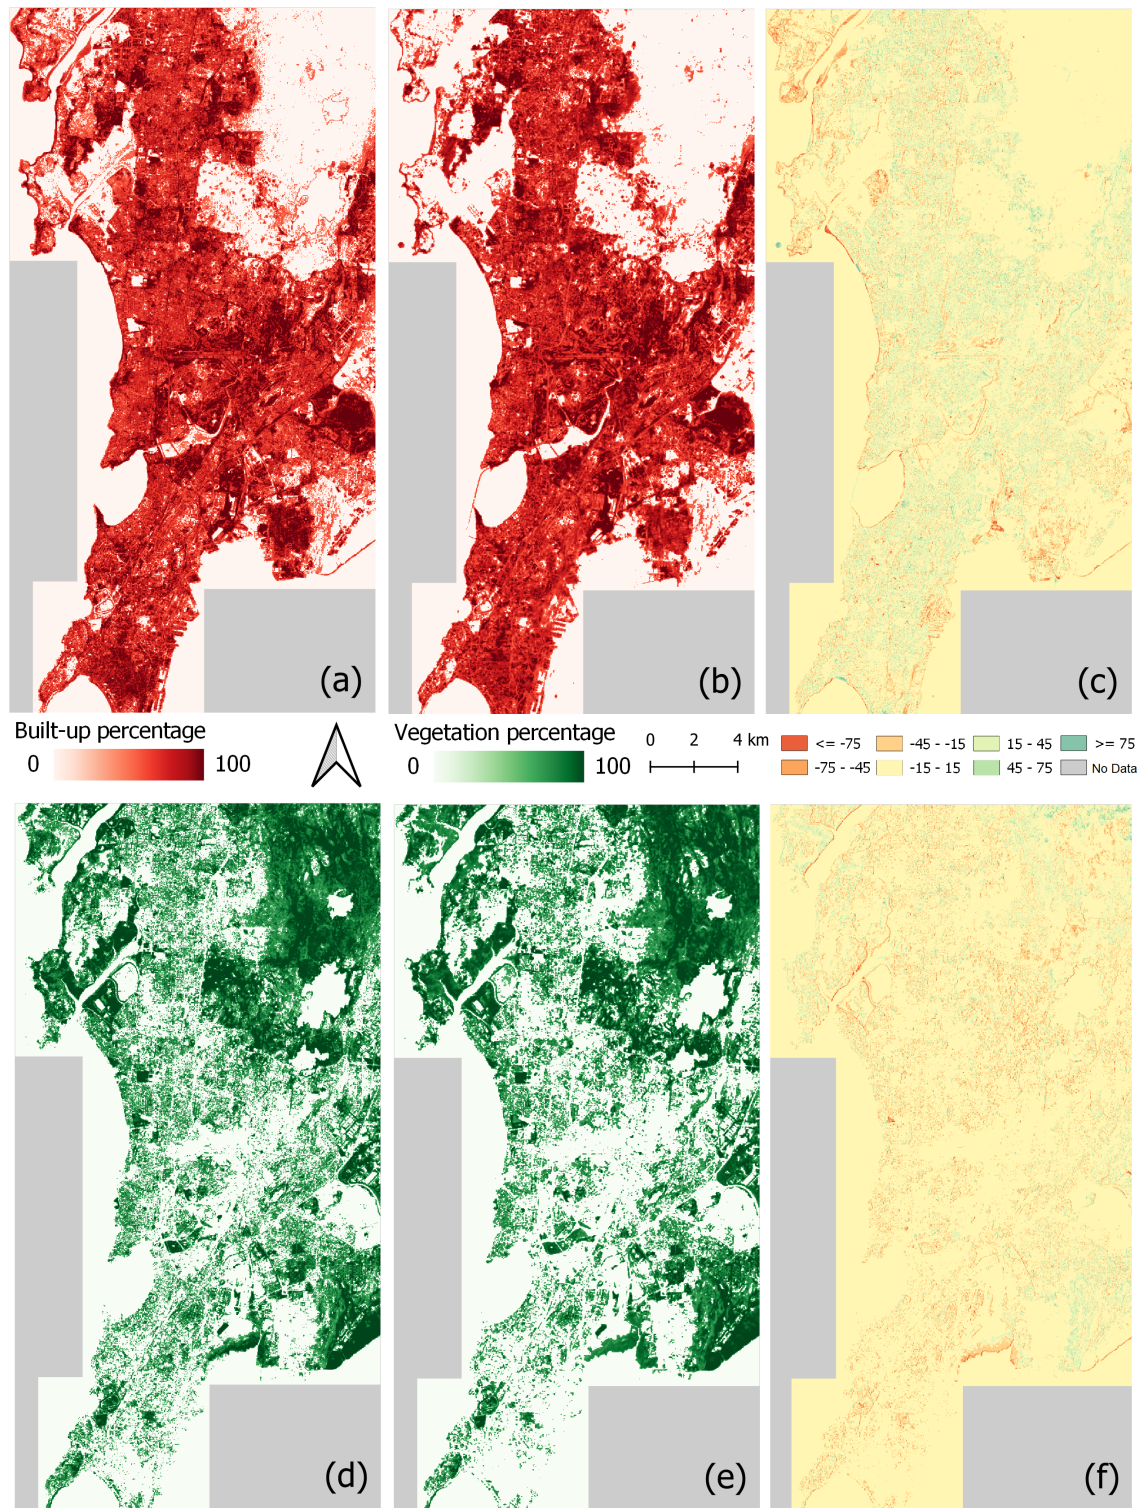 (a)
(b)
(c)
Built-up percentage
0 100
Vegetation percentage
0 100
0 2 4 km
<= -75 -45 - -15 15 - 45 >= 75
-75 - -45 -15 - 15 45 - 75 No Data
(d)
(e)
(f)